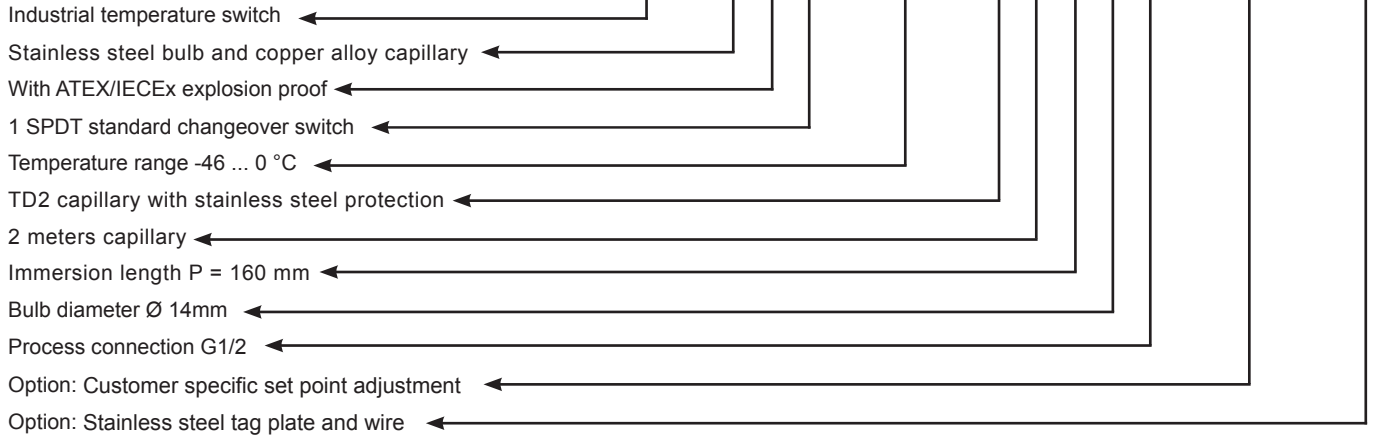 Industrial temperature switch
Stainless steel bulb and copper alloy capillary
With ATEX/IECEx explosion proof
1 SPDT standard changeover switch
Temperature range -46 ... 0 °C
TD2 capillary with stainless steel protection
2 meters capillary
Immersion length P = 160 mm
Bulb diameter Ø 14mm
Process connection G1/2
Option: Customer specific set point adjustment
Option: Stainless steel tag plate and wire